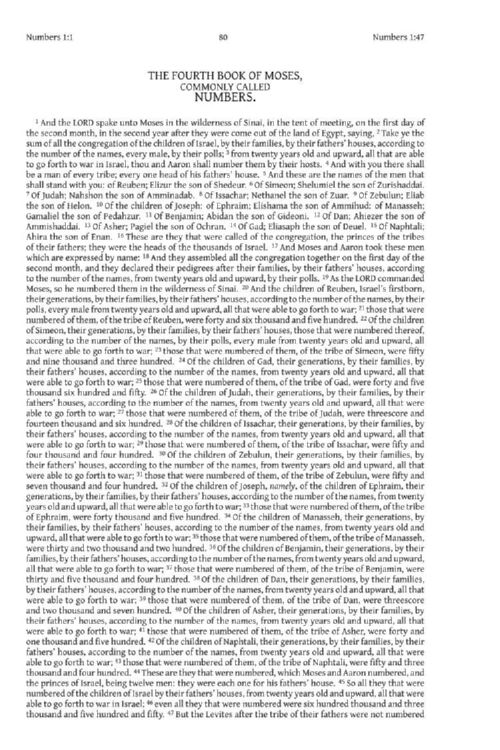 Numbers 1:1 80 Numbers 1:47
THE FOURTH BOOK OF MOSES,
COMMONLY CALLED
NUMBERS.
1 And the LORD spake unto Moses in the wilderness of Sinai, in the tent of meeting, on the first day of
the second month, in the second year after they were come out of the land of Egypt, saying, 2 Take ye the
sum of all the congregation of the children of Israel, by their families, by their fathers' houses, according to
the number of the names, every male, by their polls; 3 from twenty years old and upward, all that are able
to go forth to war in Israel, thou and Aaron shall number them by their hosts. 4 And with you there shall
be a man of every tribe; every one head of his fathers' house. 5 And these are the names of the men that
shall stand with you: of Reuben; Elizur the son of Shedeur. 6 Of Simeon; Shelumiel the son of Zurishaddai.
7 Of Judah; Nahshon the son of Amminadab. 8 Of Issachar; Nethanel the son of Zuar. 9 Of Zebulun; Eliab
the son of Helon. 10 Of the children of Joseph: of Ephraim; Elishama the son of Ammihud: of Manasseh;
Gamaliel the son of Pedahzur. 11 Of Benjamin; Abidan the son of Gideoni. 12 Of Dan; Ahiezer the son of
Ammishaddai. 13 Of Asher; Pagiel the son of Ochran. 14 Of Gad; Eliasaph the son of Deuel. 15 Of Naphtali;
Ahira the son of Enan. 16 These are they that were called of the congregation, the princes of the tribes
of their fathers; they were the heads of the thousands of Israel. 17 And Moses and Aaron took these men
which are expressed by name: 18 And they assembled all the congregation together on the first day of the
second month, and they declared their pedigrees after their families, by their fathers' houses, according
to the number of the names, from twenty years old and upward, by their polls. 19 As the LORD commanded
Moses, so he numbered them in the wilderness of Sinai. 20 And the children of Reuben, Israel's firstborn,
their generations, by their families, by their fathers' houses, according to the number of the names, by their
polls, every male from twenty years old and upward, all that were able to go forth to war; 21 those that were
numbered of them, of the tribe of Reuben, were forty and six thousand and five hundred. 22 Of the children
of Simeon, their generations, by their families, by their fathers' houses, those that were numbered thereof,
according to the number of the names, by their polls, every male from twenty years old and upward, all
that were able to go forth to war; 23 those that were numbered of them, of the tribe of Simeon, were fifty
and nine thousand and three hundred. 24 Of the children of Gad, their generations, by their families, by
their fathers' houses, according to the number of the names, from twenty years old and upward, all that
were able to go forth to war; 25 those that were numbered of them, of the tribe of Gad, were forty and five
thousand six hundred and fifty. 26 Of the children of Judah, their generations, by their families, by their
fathers' houses, according to the number of the names, from twenty years old and upward, all that were
able to go forth to war; 27 those that were numbered of them, of the tribe of Judah, were threescore and
fourteen thousand and six hundred. 28 Of the children of Issachar, their generations, by their families, by
their fathers' houses, according to the number of the names, from twenty years old and upward, all that
were able to go forth to war; 29 those that were numbered of them, of the tribe of Issachar, were fifty and
four thousand and four hundred. 30 Of the children of Zebulun, their generations, by their families, by
their fathers' houses, according to the number of the names, from twenty years old and upward, all that
were able to go forth to war; 31 those that were numbered of them, of the tribe of Zebulun, were fifty and
seven thousand and four hundred. 32 Of the children of Joseph, namely, of the children of Ephraim, their
generations, by their families, by their fathers' houses, according to the number of the names, from twenty
years old and upward, all that were able to go forth to war; 33 those that were numbered of them, of the tribe
of Ephraim, were forty thousand and five hundred. 34 Of the children of Manasseh, their generations, by
their families, by their fathers' houses, according to the number of the names, from twenty years old and
upward, all that were able to go forth to war; 35 those that were numbered of them, of the tribe of Manasseh,
were thirty and two thousand and two hundred. 36 Of the children of Benjamin, their generations, by their
families, by their fathers' houses, according to the number of the names, from twenty years old and upward,
all that were able to go forth to war; 37 those that were numbered of them, of the tribe of Benjamin, were
thirty and five thousand and four hundred. 38 Of the children of Dan, their generations, by their families,
by their fathers' houses, according to the number of the names, from twenty years old and upward, all that
were able to go forth to war; 39 those that were numbered of them, of the tribe of Dan, were threescore
and two thousand and seven hundred. 40 Of the children of Asher, their generations, by their families, by
their fathers' houses, according to the number of the names, from twenty years old and upward, all that
were able to go forth to war; 41 those that were numbered of them, of the tribe of Asher, were forty and
one thousand and five hundred. 42 Of the children of Naphtali, their generations, by their families, by their
fathers' houses, according to the number of the names, from twenty years old and upward, all that were
able to go forth to war; 43 those that were numbered of them, of the tribe of Naphtali, were fifty and three
thousand and four hundred. 44 These are they that were numbered, which Moses and Aaron numbered, and
the princes of Israel, being twelve men: they were each one for his fathers' house. 45 So all they that were
numbered of the children of Israel by their fathers' houses, from twenty years old and upward, all that were
able to go forth to war in Israel; 46 even all they that were numbered were six hundred thousand and three
thousand and five hundred and fifty. 47 But the Levites after the tribe of their fathers were not numbered